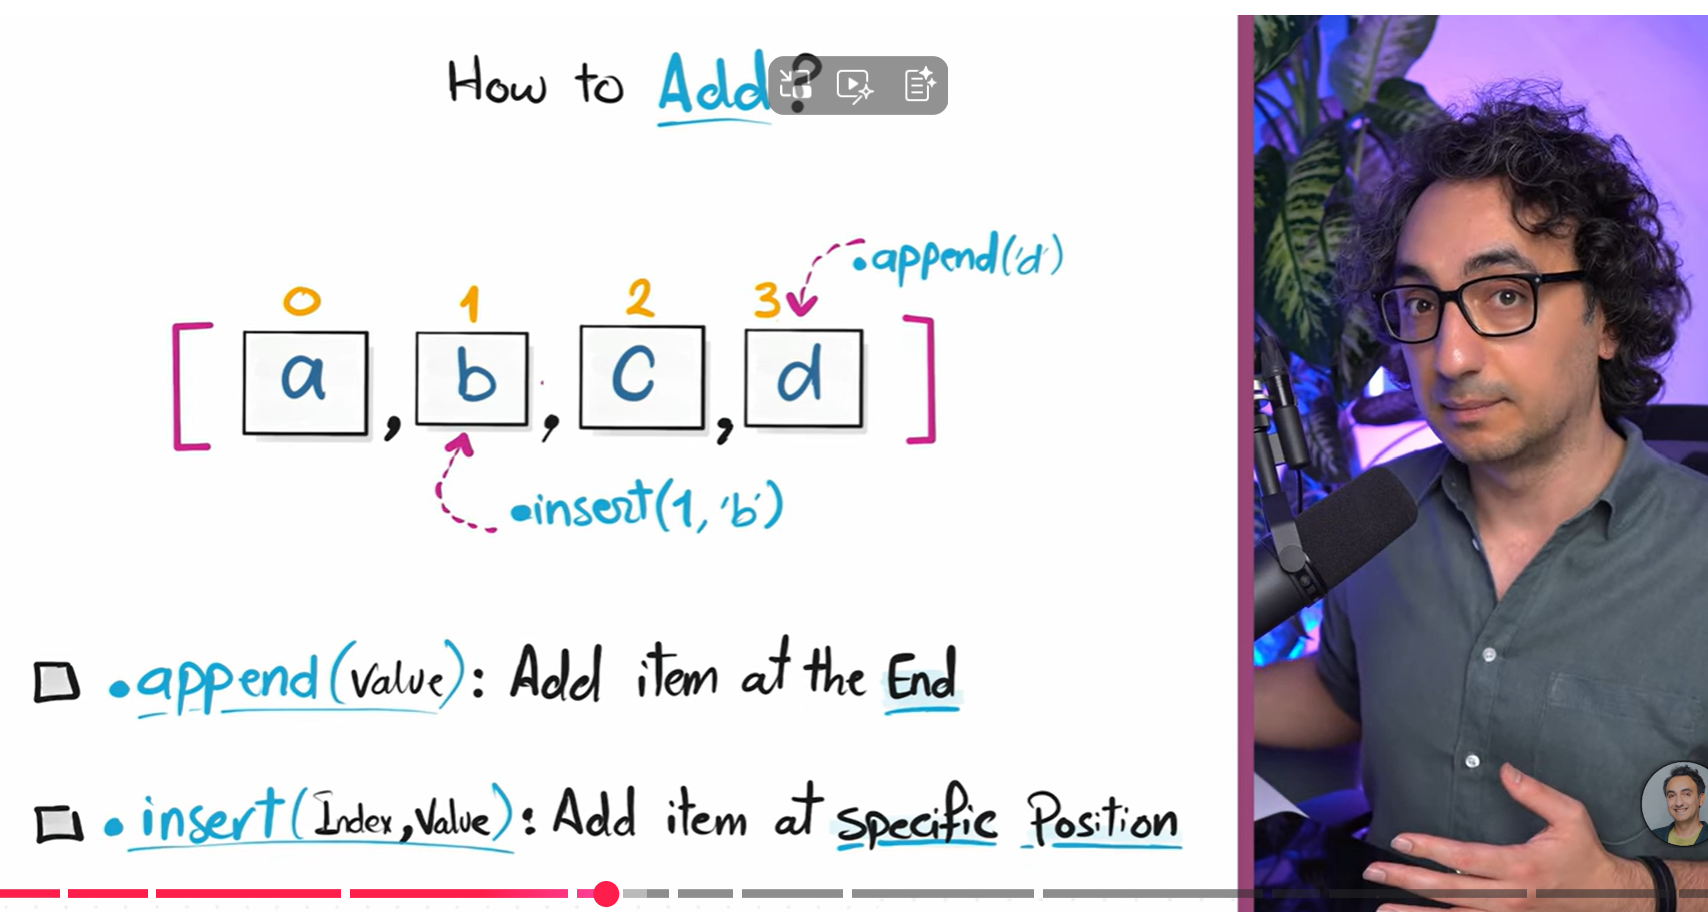 How to Add?
.append('d')
0 1 2 3
[ a , b , c , d ]
.insert(1, 'b')
.append(value): Add item at the End
.insert(Index, Value): Add item at specific Position